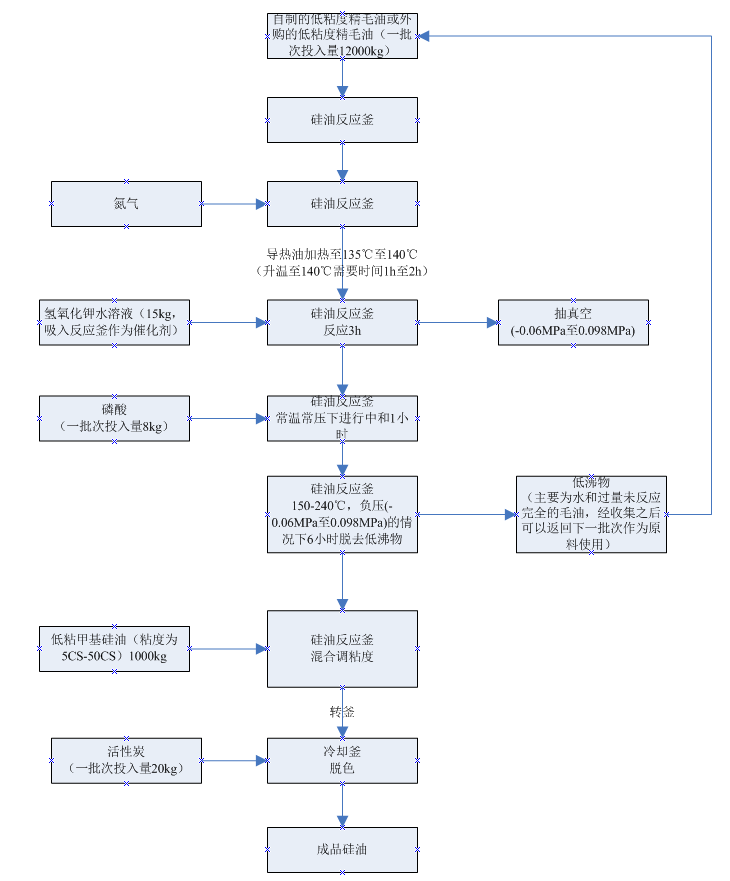 自制的低粘度精毛油或外
购的低粘度精毛油（一批
次投入量12000kg）
硅油反应釜
氮气
硅油反应釜
导热油加热至135℃至140℃
（升温至140℃需要时间1h至2h）
氢氧化钾水溶液（15kg，
吸入反应釜作为催化剂）
硅油反应釜
反应3h
抽真空
(-0.06MPa至0.098MPa)
磷酸
（一批次投入量8kg）
硅油反应釜
常温常压下进行中和1小
时
硅油反应釜
150-240℃，负压(-
0.06MPa至0.098MPa)的情
况下6小时脱去低沸物
低沸物
（主要为水和过量未反应
完全的毛油，经收集之后
可以返回下一批次作为原
料使用）
低粘甲基硅油（粘度为
5CS-50CS）1000kg
硅油反应釜
混合调粘度
转釜
活性炭
（一批次投入量20kg）
冷却釜
脱色
成品硅油